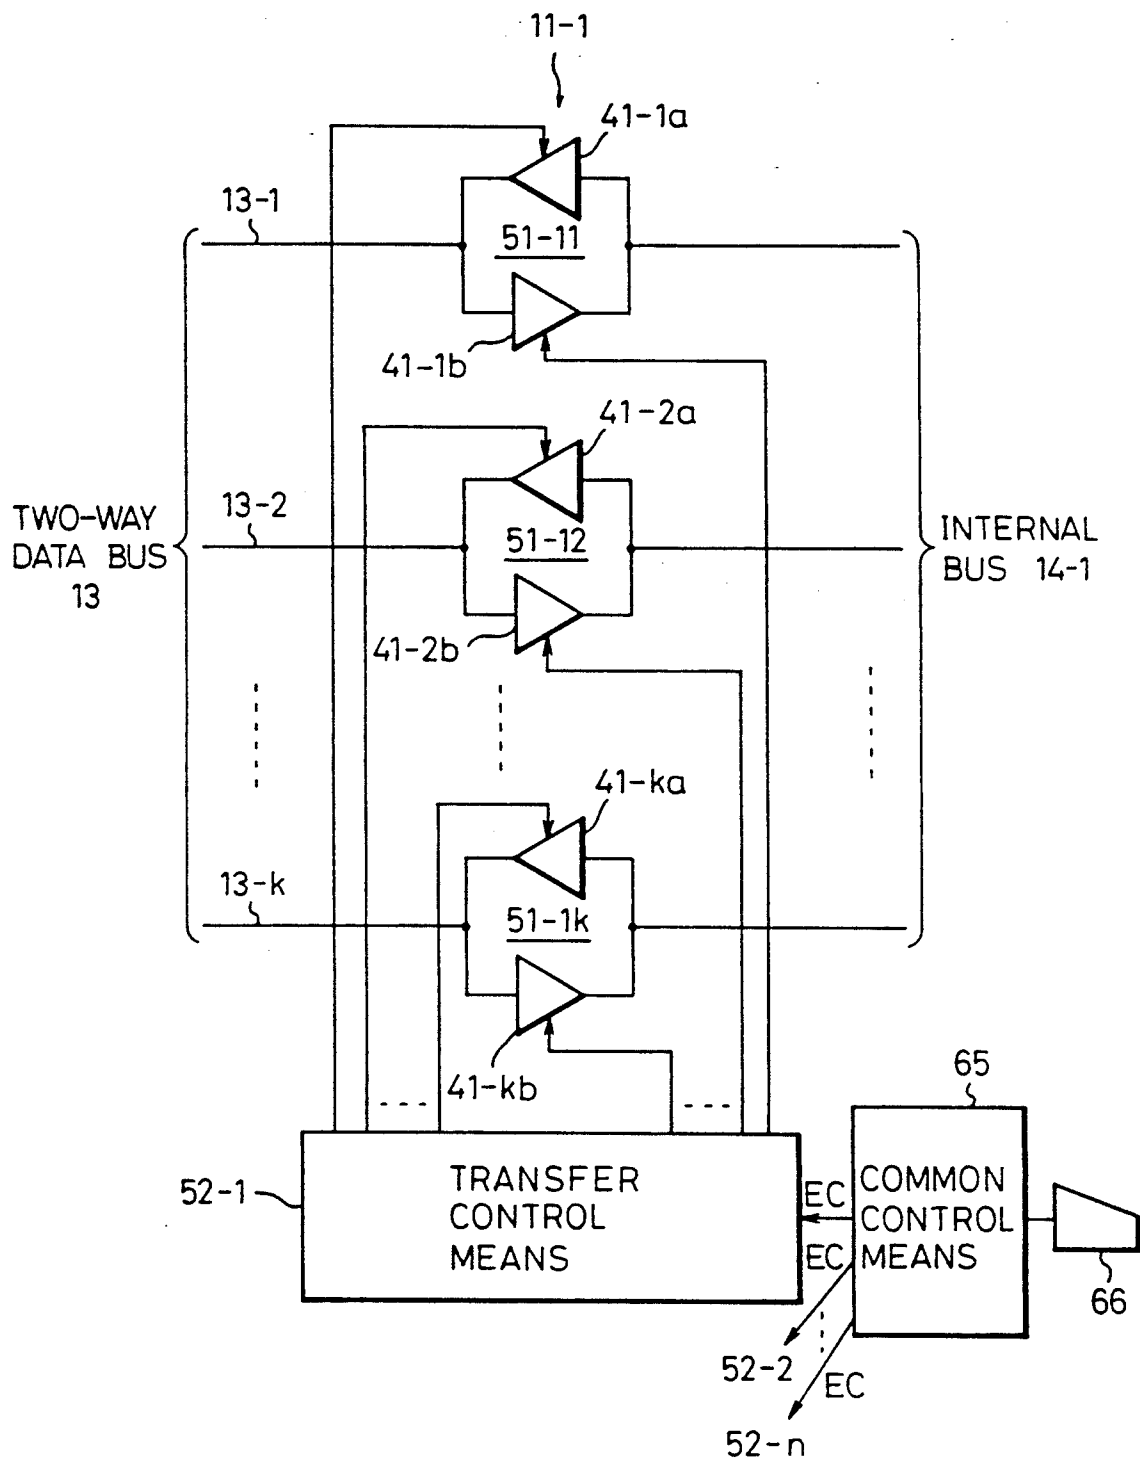 11-1
41-1a
13-1
51-11
41-1b
41-2a
13-2
TWO-WAY
DATA BUS
13
51-12
INTERNAL
BUS 14-1
41-2b
41-ka
13-k
51-1k
41-kb
65
52-1
TRANSFER
CONTROL
MEANS
EC
EC
COMMON
CONTROL
MEANS
66
52-2
EC
52-n